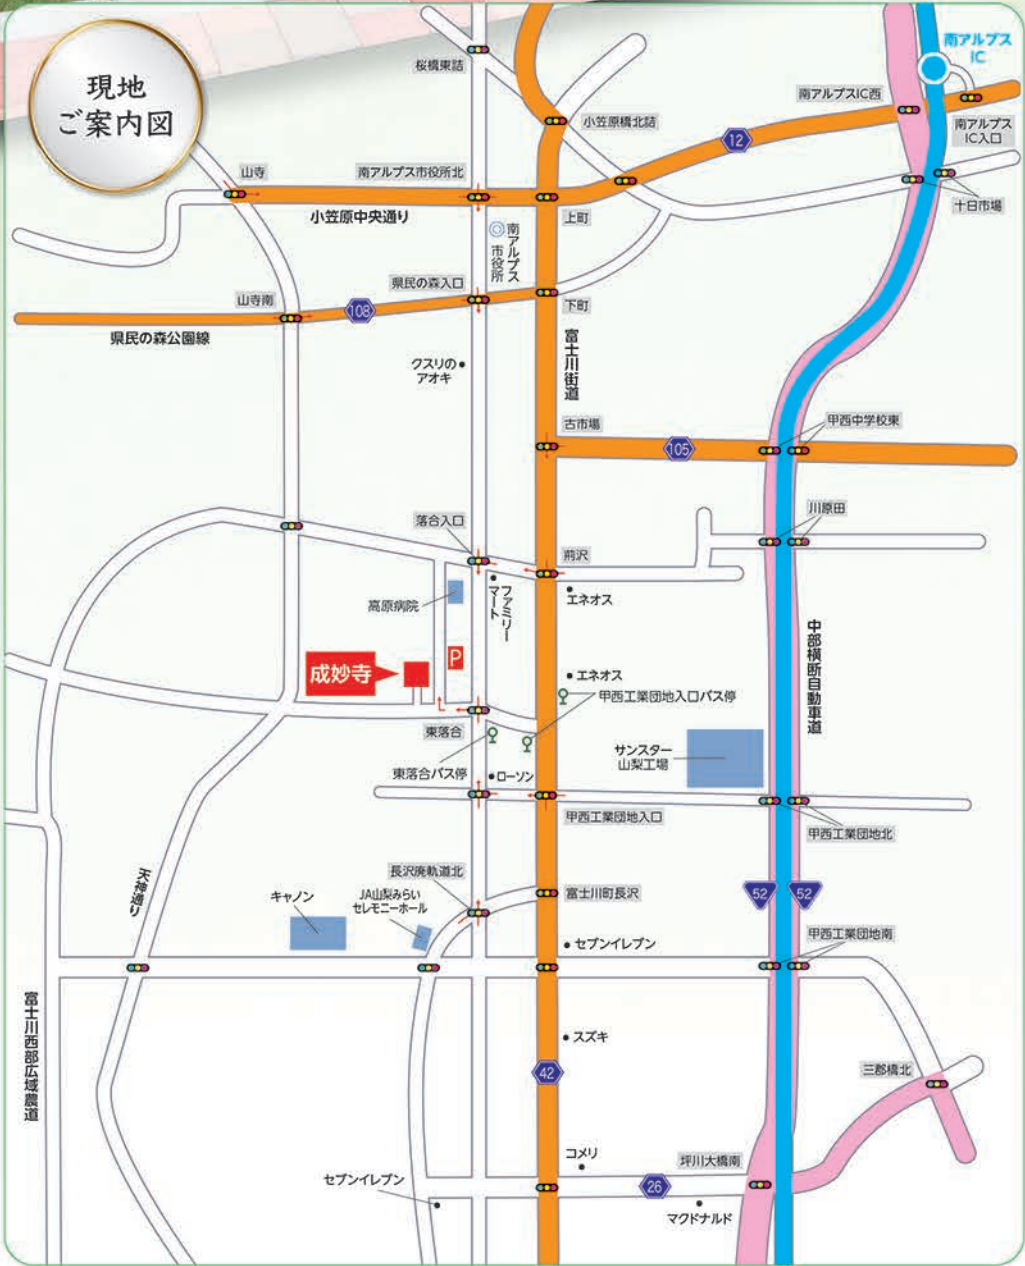 現地
ご案内図
南アルプス
IC
桜橋東詰
小笠原橋北詰
南アルプスIC西
12
南アルプス
IC入口
山寺
南アルプス市役所北
小笠原中央通り
上町
十日市場
南アルプス
市役所
県民の森入口
山寺南
108
下町
県民の森公園線
クスリの
アオキ
富士川街道
古市場
105
甲西中学校東
落合入口
川原田
前沢
高原病院
ファミリー
マート
エネオス
中部横断自動車道
成妙寺
P
エネオス
甲西工業団地入口バス停
東落合
サンスター
山梨工場
東落合バス停
ローソン
甲西工業団地入口
甲西工業団地北
天神通り
長沢廃軌道北
キャノン
JA山梨みらい
セレモニーホール
富士川町長沢
52
52
セブンイレブン
甲西工業団地南
富士川西部広域農道
スズキ
42
三郡橋北
コメリ
坪川大橋南
セブンイレブン
26
マクドナルド